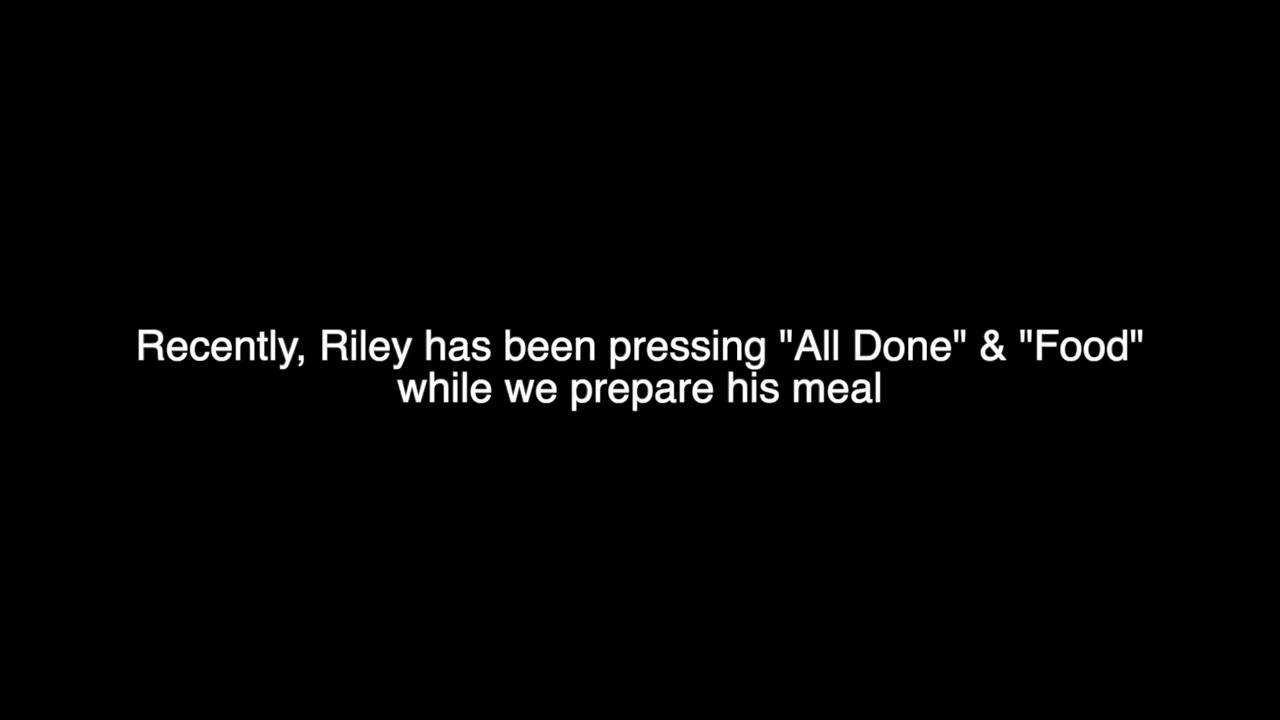 Recently, Riley has been pressing "All Done" & "Food"
while we prepare his meal